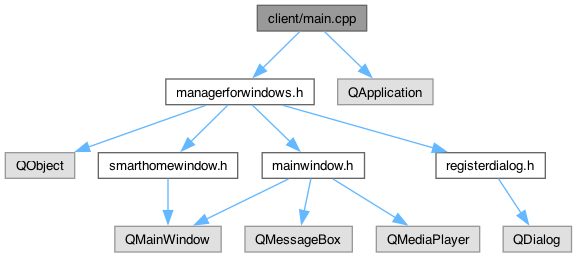 client/main.cpp
managerforwindows.h
QApplication
QObject
smarthomewindow.h
mainwindow.h
registerdialog.h
QMainWindow
QMessageBox
QMediaPlayer
QDialog